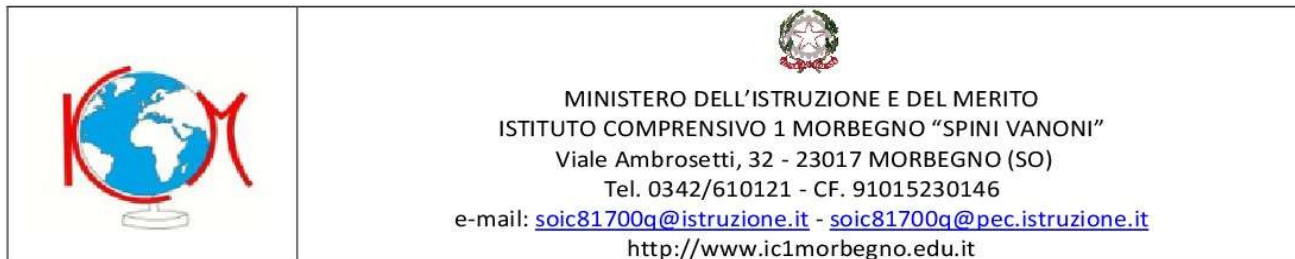 ICM
MINISTERO DELL’ISTRUZIONE E DEL MERITO
ISTITUTO COMPRENSIVO 1 MORBEGNO “SPINI VANONI”
Viale Ambrosetti, 32 - 23017 MORBEGNO (SO)
Tel. 0342/610121 - CF. 91015230146
e-mail: soic81700q@istruzione.it - soic81700q@pec.istruzione.it
http://www.ic1morbegno.edu.it